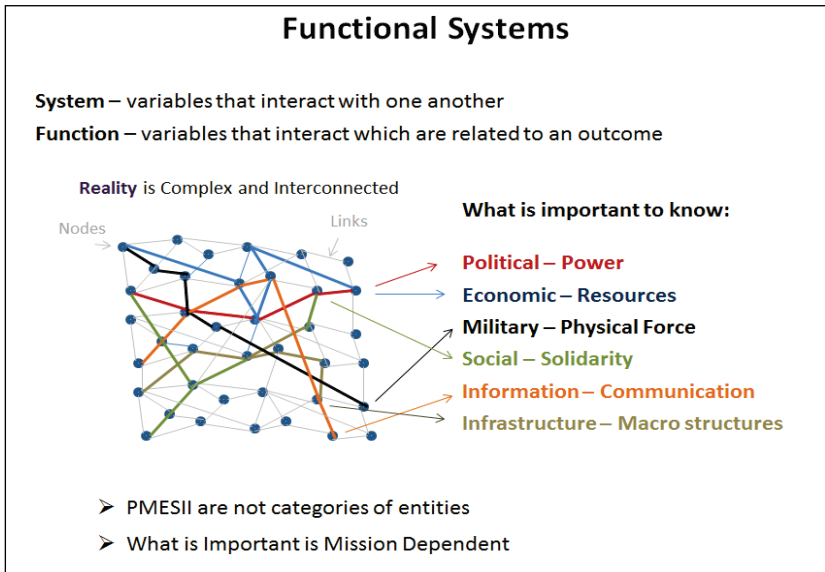 Functional Systems
System – variables that interact with one another
Function – variables that interact which are related to an outcome
Reality is Complex and Interconnected
Nodes
Links
What is important to know:
Political – Power
Economic – Resources
Military – Physical Force
Social – Solidarity
Information – Communication
Infrastructure – Macro structures
➢ PMESII are not categories of entities
➢ What is Important is Mission Dependent